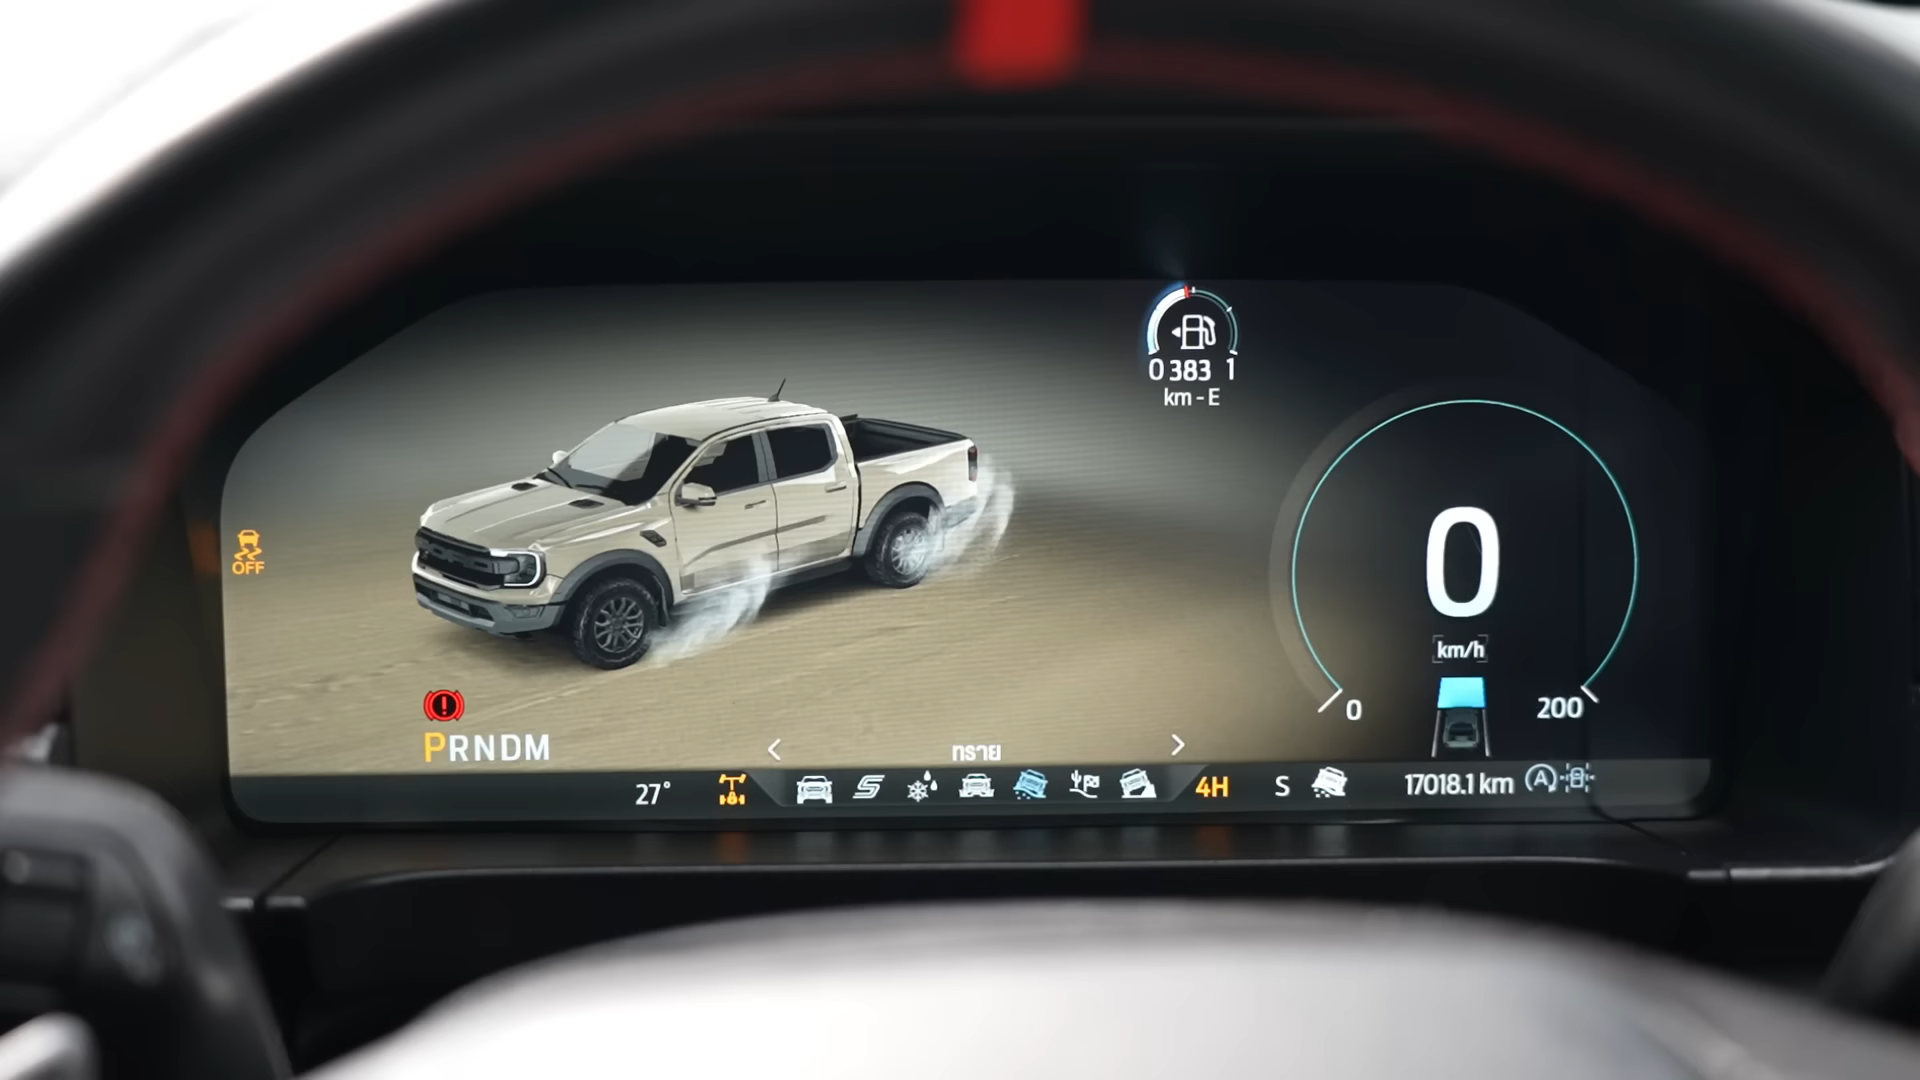 0 383 1
km - E
OFF
0
km/h
0
200
PRNDM
ทราย
27°
4H
S
17018.1 km
A